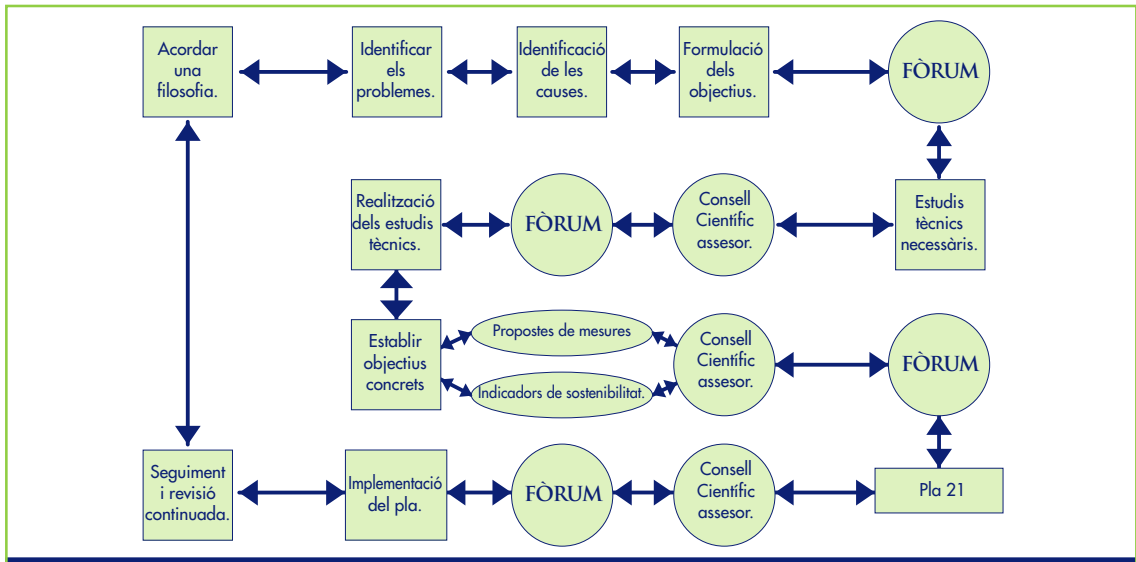 Acordar
una
filosofia.
Identificar
els
problemes.
Identificació
de les
causes.
Formulació
dels
objectius.
FÒRUM
Realització
dels estudis
tècnics.
FÒRUM
Consell
Científic
assesor.
Estudis
tècnics
necessàris.
Establir
objectius
concrets
Propostes de mesures
Indicadors de sostenibilitat.
Consell
Científic
assesor.
FÒRUM
Seguiment
i revisió
continuada.
Implementació
del pla.
FÒRUM
Consell
Científic
assesor.
Pla 21